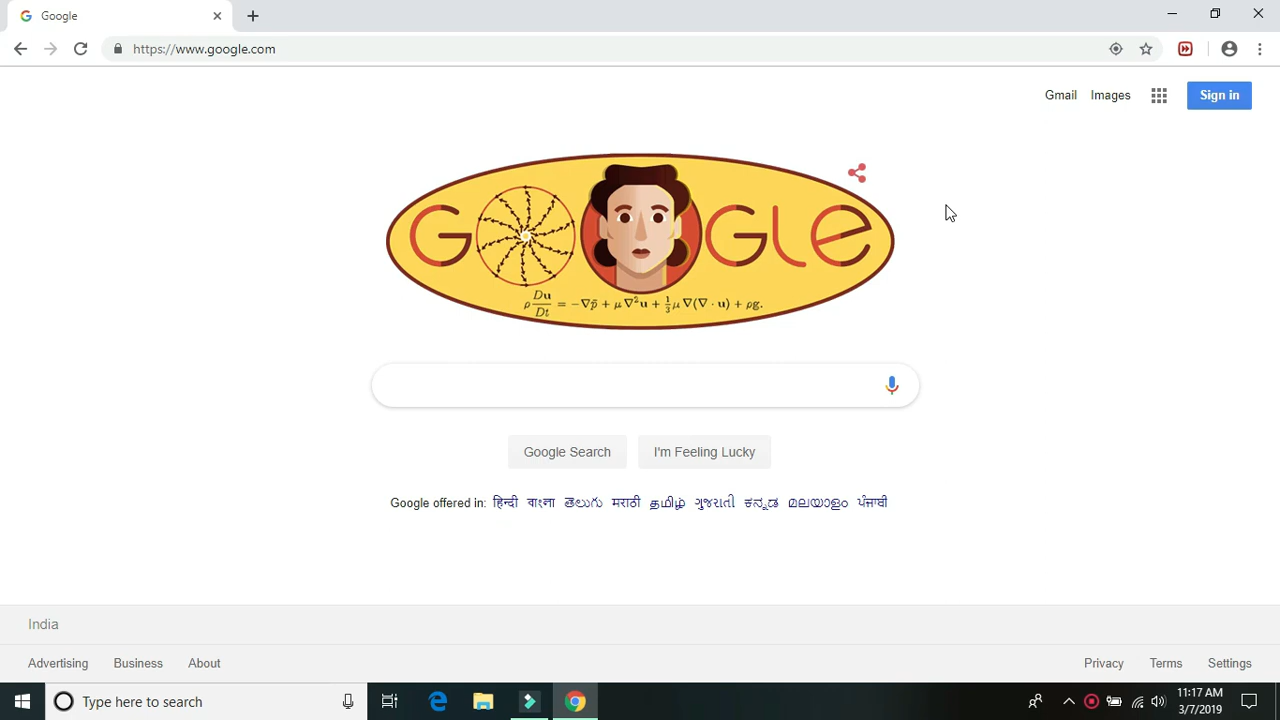 Google
https://www.google.com
Gmail Images Sign in
GOOGLE
ρ Du/Dt = −∇p̄ + μ ∇²u + ⅓ μ ∇(∇ · u) + ρg.
Google Search I'm Feeling Lucky
Google offered in: हिन्दी বাংলা తెలుగు मराठी தமிழ் ગુજરાતી ಕನ್ನಡ മലയാളം ਪੰਜਾਬੀ
India
Advertising Business About Privacy Terms Settings
Type here to search
11:17 AM
3/7/2019